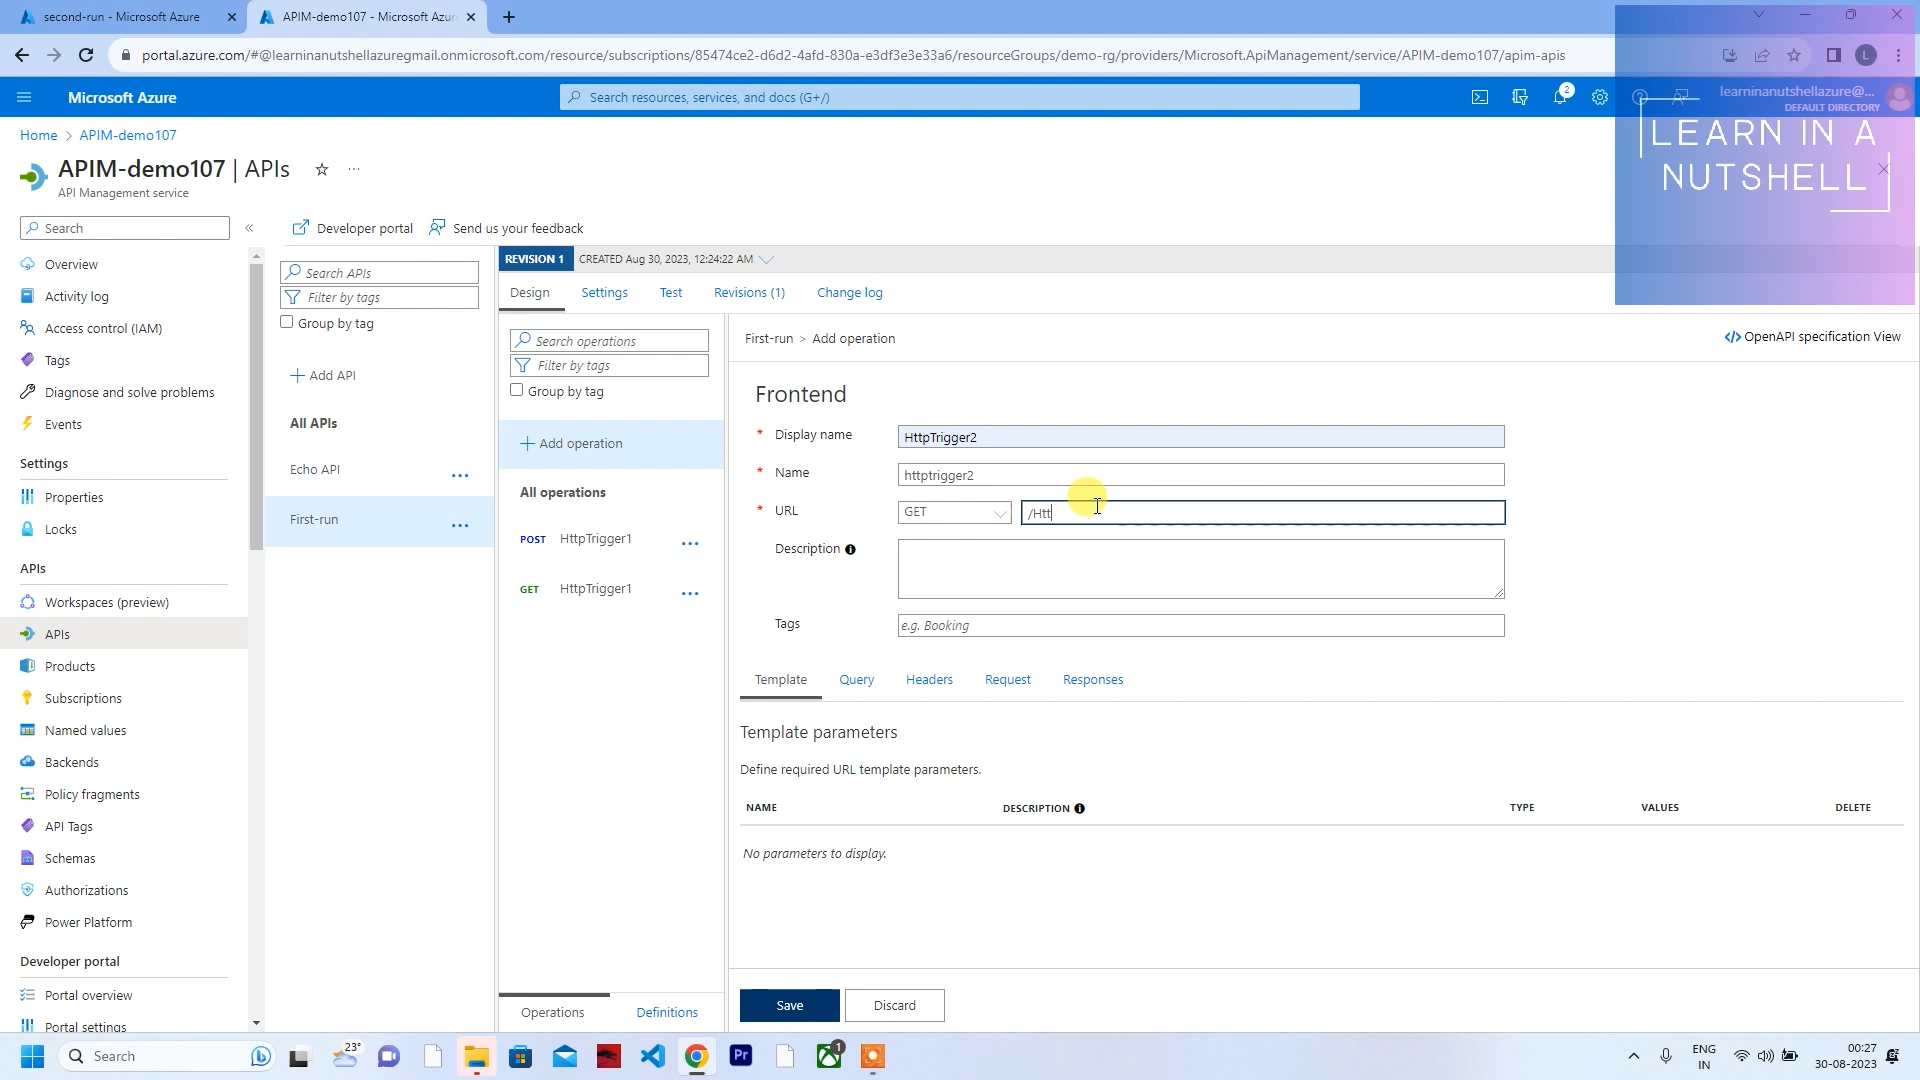 second-run - Microsoft Azure
APIM-demo107 - Microsoft Azur
portal.azure.com/#@learninanutshellazuregmail.onmicrosoft.com/resource/subscriptions/85474ce2-d6d2-4afd-830a-e3df3e3e33a6/resourceGroups/demo-rg/providers/Microsoft.ApiManagement/service/APIM-demo107/apim-apis
L
Microsoft Azure
Search resources, services, and docs (G+/)
2
learninanutshellazure@...
DEFAULT DIRECTORY
LEARN IN A
NUTSHELL
Home > APIM-demo107
APIM-demo107 | APIs
API Management service
Search
Developer portal
Send us your feedback
Overview
Activity log
Access control (IAM)
Tags
Diagnose and solve problems
Events
Settings
Properties
Locks
APIs
Workspaces (preview)
APIs
Products
Subscriptions
Named values
Backends
Policy fragments
API Tags
Schemas
Authorizations
Power Platform
Developer portal
Portal overview
Portal settings
Search APIs
Filter by tags
Group by tag
Add API
All APIs
Echo API
First-run
REVISION 1
CREATED Aug 30, 2023, 12:24:22 AM
Design
Settings
Test
Revisions (1)
Change log
Search operations
Filter by tags
Group by tag
Add operation
All operations
POST HttpTrigger1
GET HttpTrigger1
Operations
Definitions
First-run > Add operation
OpenAPI specification View
Frontend
* Display name
HttpTrigger2
* Name
httptrigger2
* URL
GET
/Htt
Description
Tags
e.g. Booking
Template
Query
Headers
Request
Responses
Template parameters
Define required URL template parameters.
NAME
DESCRIPTION
TYPE
VALUES
DELETE
No parameters to display.
Save
Discard
Search
23°
Pr
1
ENG
IN
00:27
30-08-2023